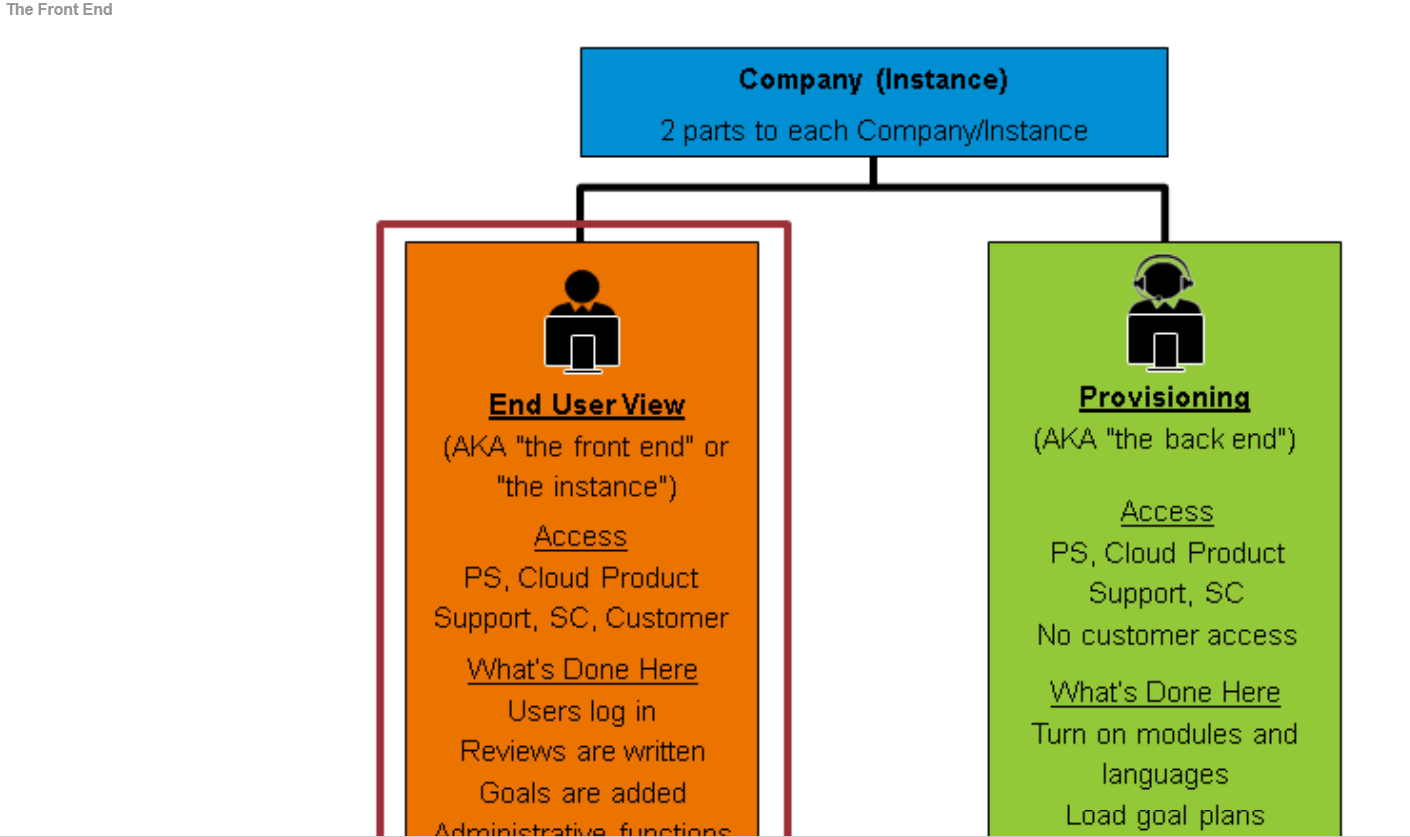 The Front End
Company (Instance)
2 parts to each Company/Instance
End User View
(AKA "the front end" or
"the instance")
Access
PS, Cloud Product
Support, SC, Customer
What's Done Here
Users log in
Reviews are written
Goals are added
Administrative functions
Provisioning
(AKA "the back end")
Access
PS, Cloud Product
Support, SC
No customer access
What's Done Here
Turn on modules and
languages
Load goal plans